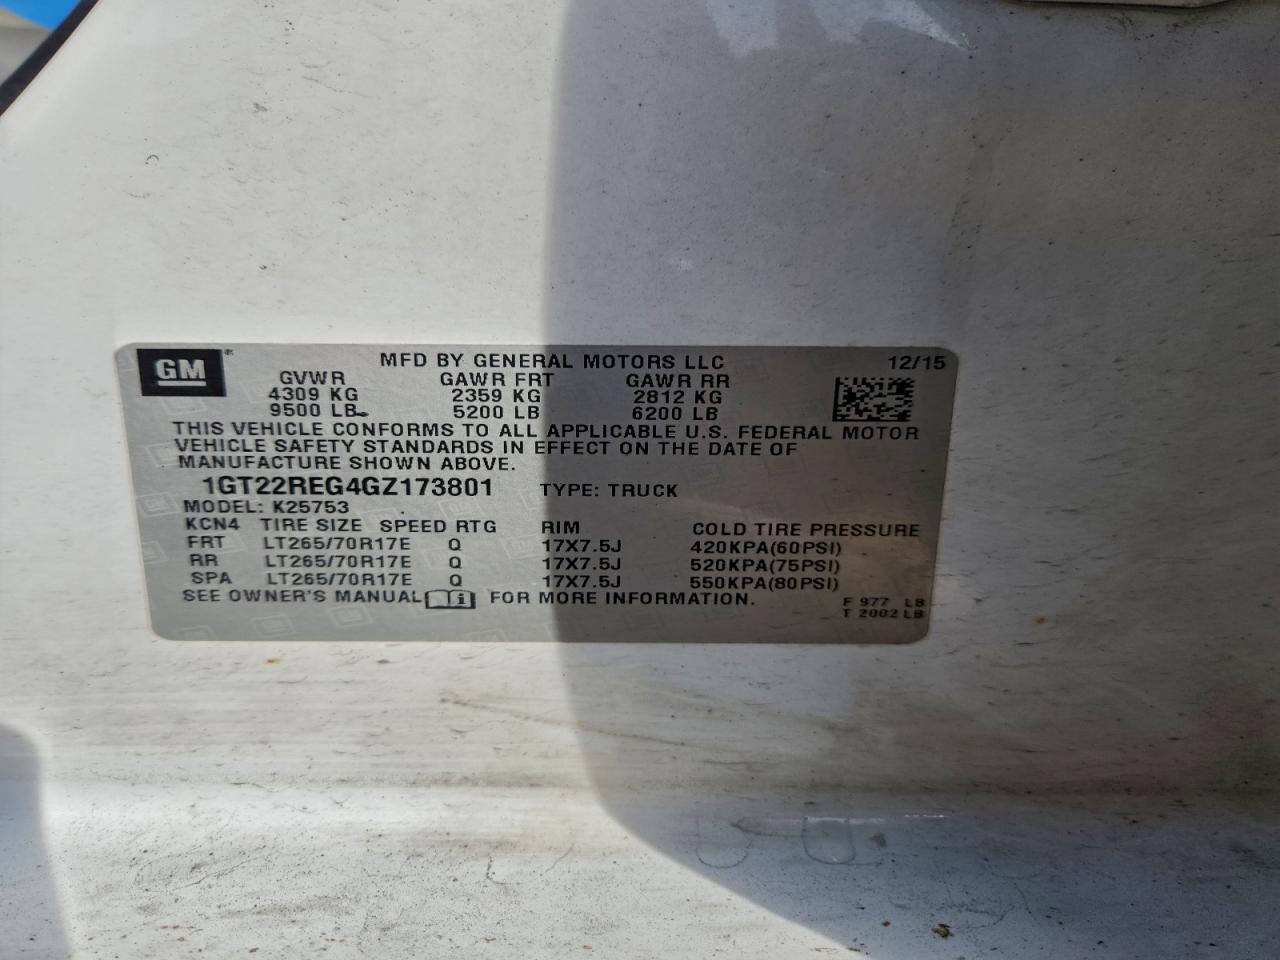 GM ®
MFD BY GENERAL MOTORS LLC 12/15
GVWR GAWR FRT GAWR RR
4309 KG 2359 KG 2812 KG
9500 LB 5200 LB 6200 LB
THIS VEHICLE CONFORMS TO ALL APPLICABLE U.S. FEDERAL MOTOR
VEHICLE SAFETY STANDARDS IN EFFECT ON THE DATE OF
MANUFACTURE SHOWN ABOVE.
1GT22REG4GZ173801 TYPE: TRUCK
MODEL: K25753
KCN4 TIRE SIZE SPEED RTG RIM COLD TIRE PRESSURE
FRT LT265/70R17E Q 17X7.5J 420KPA(60PSI)
RR LT265/70R17E Q 17X7.5J 520KPA(75PSI)
SPA LT265/70R17E Q 17X7.5J 550KPA(80PSI)
SEE OWNER'S MANUAL i FOR MORE INFORMATION.
F 977 LB
T 2002 LB